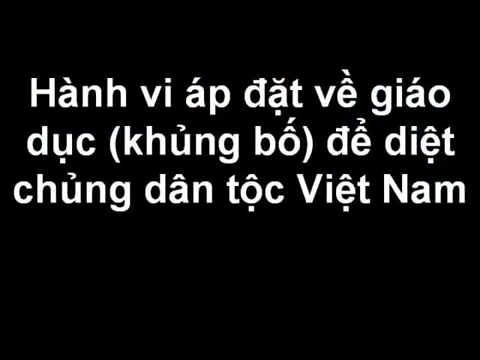 Hành vi áp đặt về giáo
dục (khủng bố) để diệt
chủng dân tộc Việt Nam